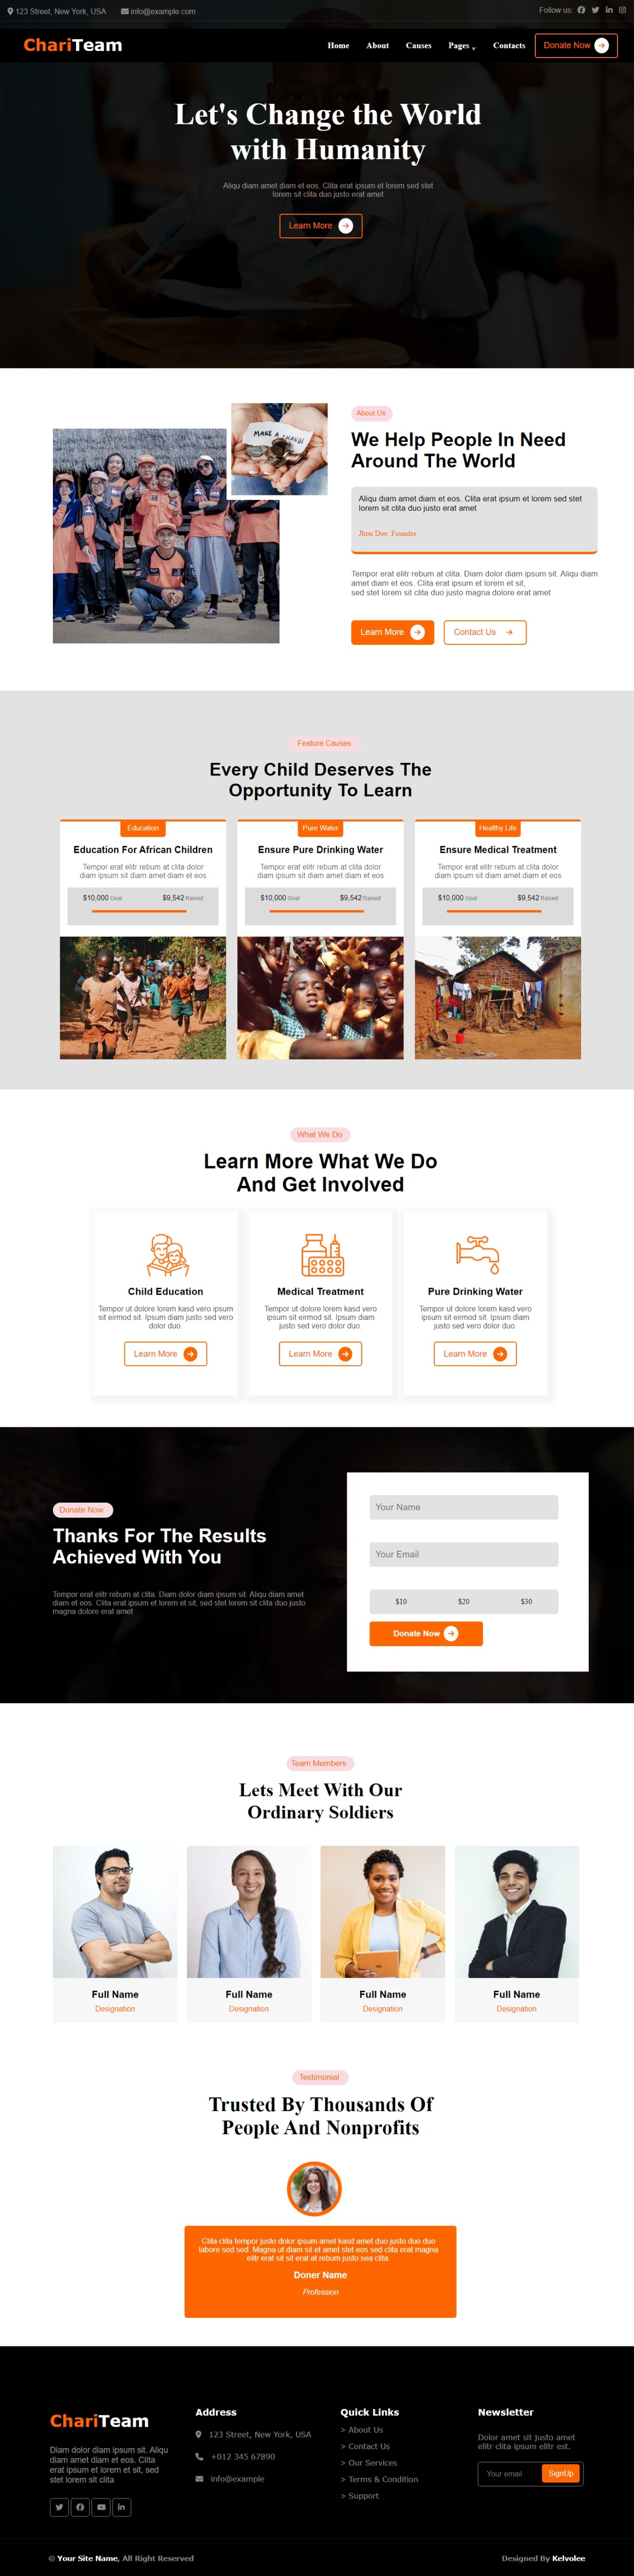 123 Street, New York, USA info@example.com Follow us:
ChariTeam Home About Causes Pages Contacts Donate Now
Let's Change the World
with Humanity
Aliqu diam amet diam et eos. Clita erat ipsum et lorem sed stet
lorem sit clita duo justo erat amet
Learn More
MAKE A CHANGE
About Us
We Help People In Need
Around The World
Aliqu diam amet diam et eos. Clita erat ipsum et lorem sed stet
lorem sit clita duo justo erat amet
Jhon Doe, Founder
Tempor erat elitr rebum at clita. Diam dolor diam ipsum sit. Aliqu diam
amet diam et eos. Clita erat ipsum et lorem et sit,
sed stet lorem sit clita duo justo magna dolore erat amet
Learn More Contact Us
Feature Causes
Every Child Deserves The
Opportunity To Learn
Education
Education For African Children
Tempor erat elitr rebum at clita dolor
diam ipsum sit diam amet diam et eos
$10,000 Goal $9,542 Raised
Pure Water
Ensure Pure Drinking Water
Tempor erat elitr rebum at clita dolor
diam ipsum sit diam amet diam et eos
$10,000 Goal $9,542 Raised
Healthy Life
Ensure Medical Treatment
Tempor erat elitr rebum at clita dolor
diam ipsum sit diam amet diam et eos
$10,000 Goal $9,542 Raised
What We Do
Learn More What We Do
And Get Involved
Child Education
Tempor ut dolore lorem kasd vero ipsum
sit eirmod sit. Ipsum diam justo sed vero
dolor duo.
Learn More
Medical Treatment
Tempor ut dolore lorem kasd vero
ipsum sit eirmod sit. Ipsum diam
justo sed vero dolor duo.
Learn More
Pure Drinking Water
Tempor ut dolore lorem kasd vero
ipsum sit eirmod sit. Ipsum diam
justo sed vero dolor duo.
Learn More
Donate Now
Thanks For The Results
Achieved With You
Tempor erat elitr rebum at clita. Diam dolor diam ipsum sit. Aliqu diam amet
diam et eos. Clita erat ipsum et lorem et sit, sed stet lorem sit clita duo justo
magna dolore erat amet
Your Name
Your Email
$10 $20 $30
Donate Now
Team Members
Lets Meet With Our
Ordinary Soldiers
Full Name
Designation
Full Name
Designation
Full Name
Designation
Full Name
Designation
Testimonial
Trusted By Thousands Of
People And Nonprofits
Clita clita tempor justo dolor ipsum amet kasd amet duo justo duo duo
labore sed sed. Magna ut diam sit et amet stet eos sed clita erat magna
elitr erat sit sit erat at rebum justo sea clita.
Doner Name
Profession
ChariTeam
Diam dolor diam ipsum sit. Aliqu
diam amet diam et eos. Clita
erat ipsum et lorem et sit, sed
stet lorem sit clita
Address
123 Street, New York, USA
+012 345 67890
info@example
Quick Links
> About Us
> Contact Us
> Our Services
> Terms & Condition
> Support
Newsletter
Dolor amet sit justo amet
elitr clita ipsum elitr est.
Your email SignUp
© Your Site Name, All Right Reserved Designed By Kelvolee